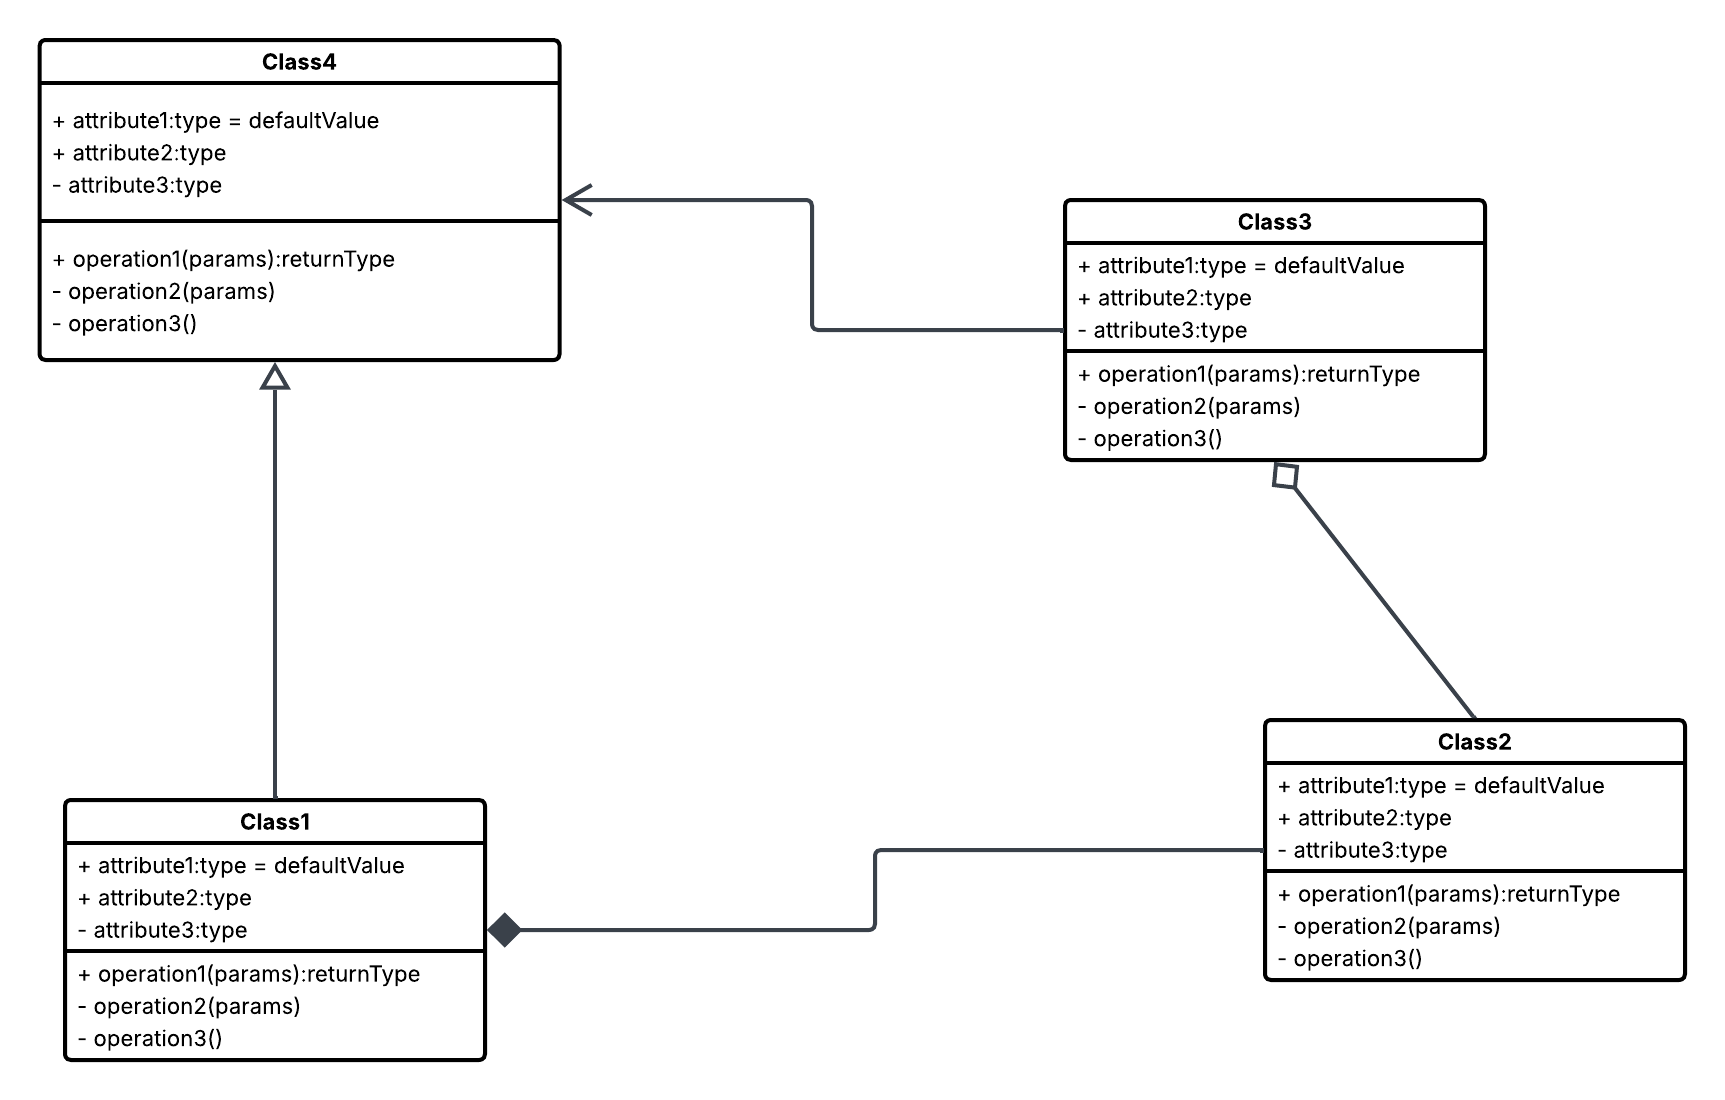 Class4
+ attribute1:type = defaultValue
+ attribute2:type
- attribute3:type
+ operation1(params):returnType
- operation2(params)
- operation3()
Class3
+ attribute1:type = defaultValue
+ attribute2:type
- attribute3:type
+ operation1(params):returnType
- operation2(params)
- operation3()
Class2
+ attribute1:type = defaultValue
+ attribute2:type
- attribute3:type
+ operation1(params):returnType
- operation2(params)
- operation3()
Class1
+ attribute1:type = defaultValue
+ attribute2:type
- attribute3:type
+ operation1(params):returnType
- operation2(params)
- operation3()